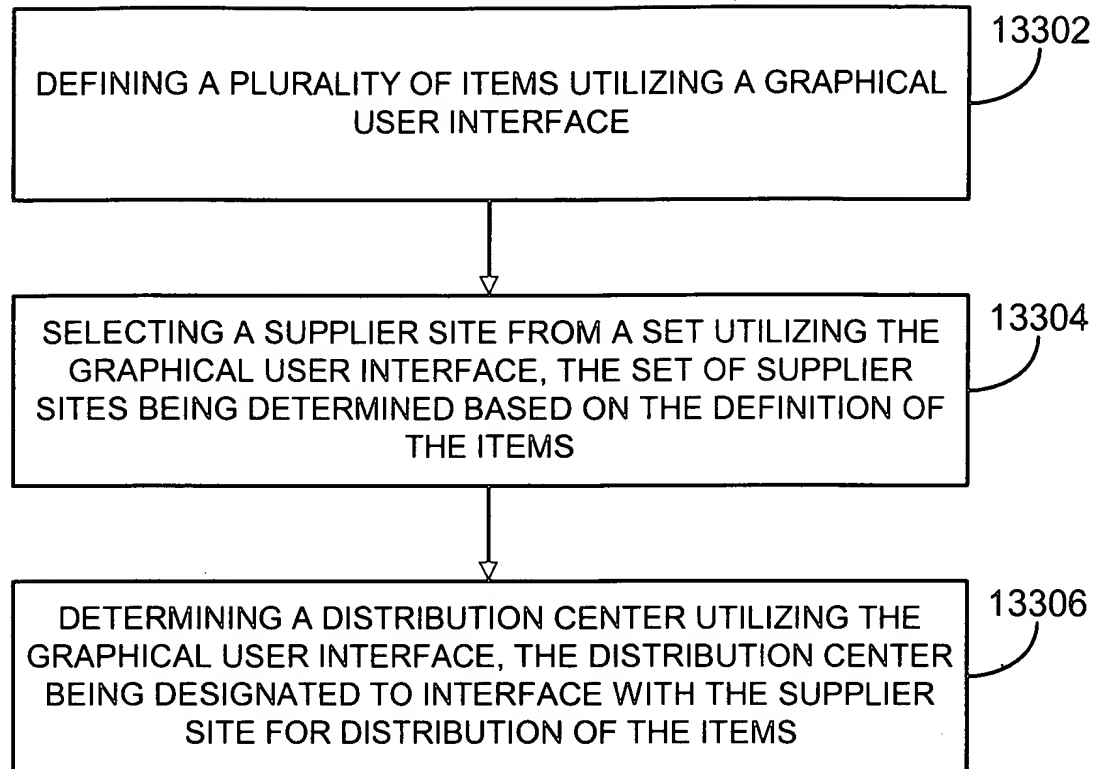 13302
DEFINING A PLURALITY OF ITEMS UTILIZING A GRAPHICAL
USER INTERFACE
13304
SELECTING A SUPPLIER SITE FROM A SET UTILIZING THE
GRAPHICAL USER INTERFACE, THE SET OF SUPPLIER
SITES BEING DETERMINED BASED ON THE DEFINITION OF
THE ITEMS
13306
DETERMINING A DISTRIBUTION CENTER UTILIZING THE
GRAPHICAL USER INTERFACE, THE DISTRIBUTION CENTER
BEING DESIGNATED TO INTERFACE WITH THE SUPPLIER
SITE FOR DISTRIBUTION OF THE ITEMS